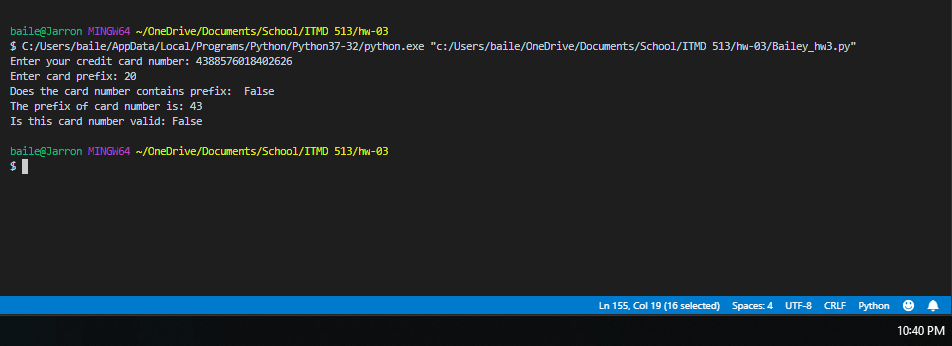 baile@Jarron MINGW64 ~/OneDrive/Documents/School/ITMD 513/hw-03
$ C:/Users/baile/AppData/Local/Programs/Python/Python37-32/python.exe "c:/Users/baile/OneDrive/Documents/School/ITMD 513/hw-03/Bailey_hw3.py"
Enter your credit card number: 4388576018402626
Enter card prefix: 20
Does the card number contains prefix:  False
The prefix of card number is: 43
Is this card number valid: False
baile@Jarron MINGW64 ~/OneDrive/Documents/School/ITMD 513/hw-03
$
Ln 155, Col 19 (16 selected) Spaces: 4 UTF-8 CRLF Python
10:40 PM